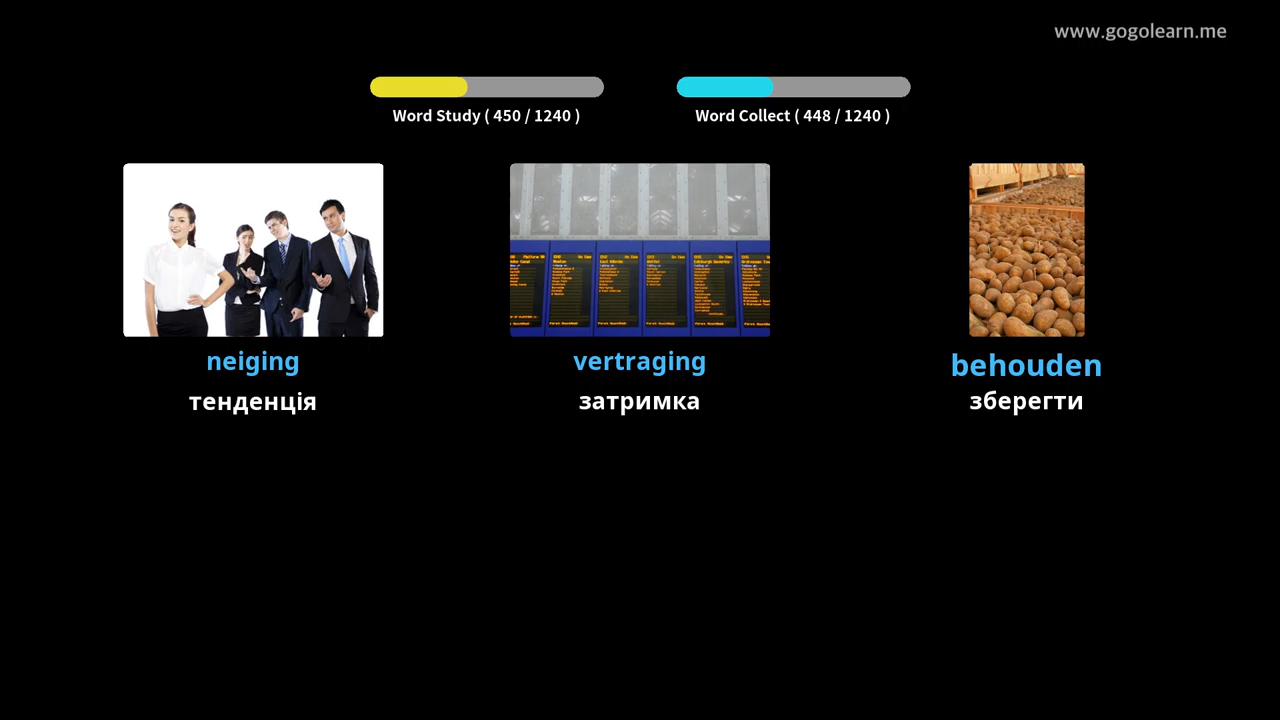 www.gogolearn.me
Word Study ( 450 / 1240 )
Word Collect ( 448 / 1240 )
neiging
vertraging
behouden
тенденція
затримка
зберегти